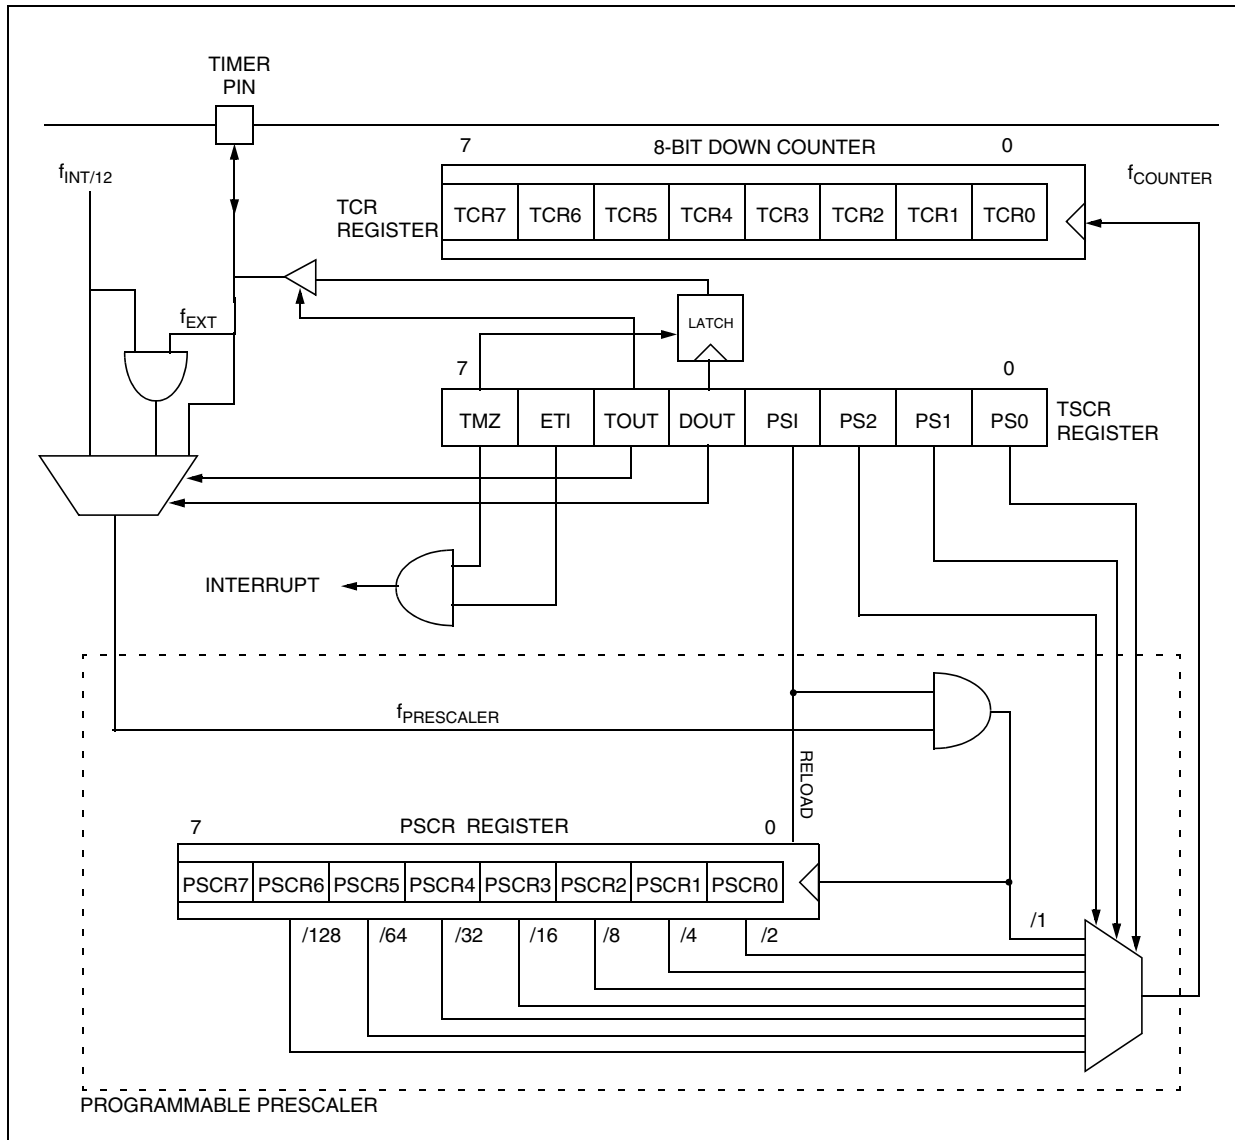 TIMER
PIN
7 8-BIT DOWN COUNTER 0
fINT/12
fCOUNTER
TCR
REGISTER
TCR7 TCR6 TCR5 TCR4 TCR3 TCR2 TCR1 TCR0
fEXT
LATCH
7 0
TMZ ETI TOUT DOUT PSI PS2 PS1 PS0
TSCR
REGISTER
INTERRUPT
fPRESCALER
RELOAD
7 PSCR REGISTER 0
PSCR7 PSCR6 PSCR5 PSCR4 PSCR3 PSCR2 PSCR1 PSCR0
/128 /64 /32 /16 /8 /4 /2 /1
PROGRAMMABLE PRESCALER